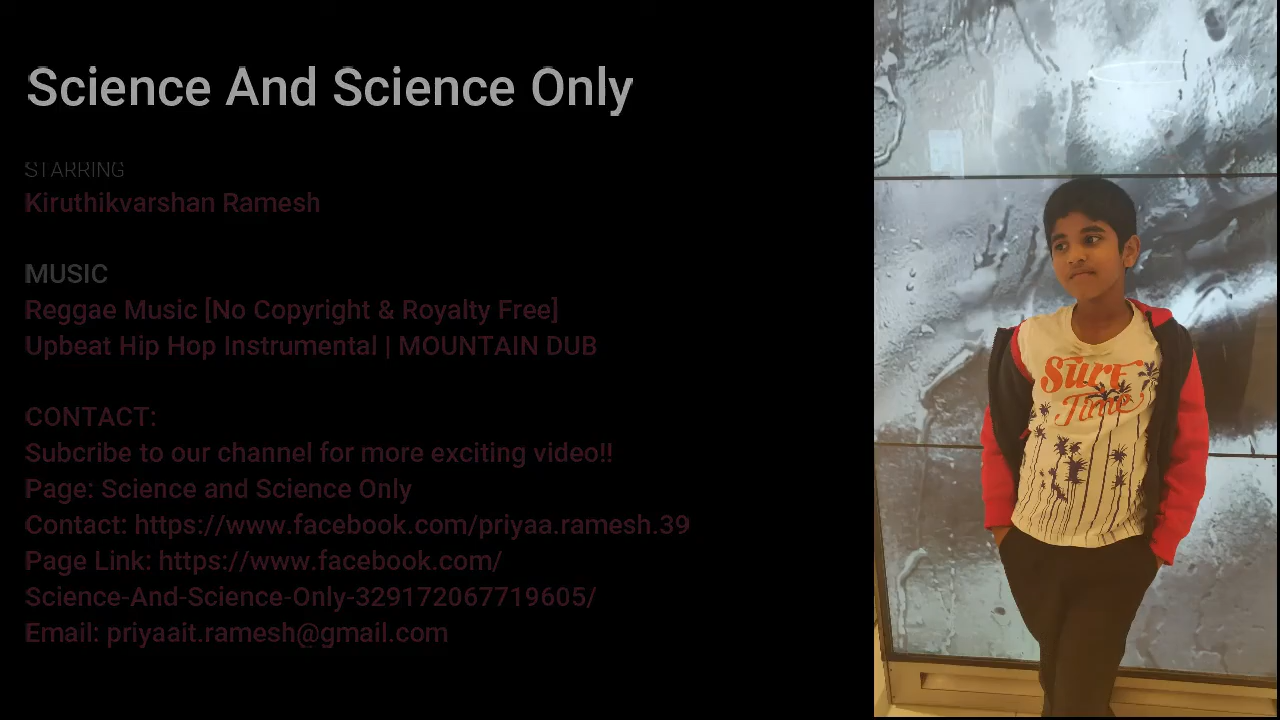 Science And Science Only
STARRING
Kiruthikvarshan Ramesh
MUSIC
Reggae Music [No Copyright & Royalty Free]
Upbeat Hip Hop Instrumental | MOUNTAIN DUB
CONTACT:
Subcribe to our channel for more exciting video!!
Page: Science and Science Only
Contact: https://www.facebook.com/priyaa.ramesh.39
Page Link: https://www.facebook.com/
Science-And-Science-Only-329172067719605/
Email: priyaait.ramesh@gmail.com
Surf
Time